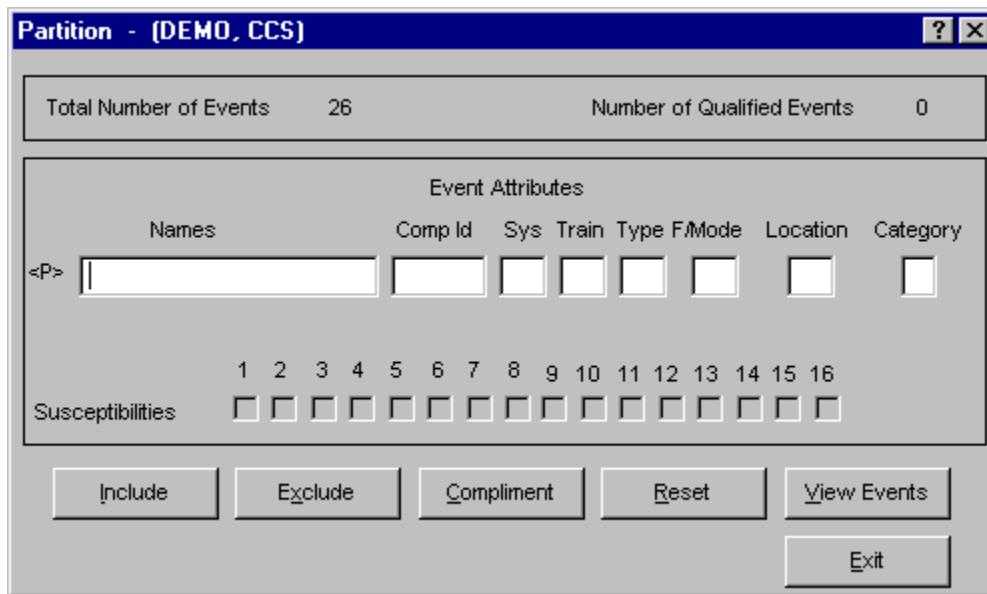 Partition - (DEMO, CCS)
Total Number of Events 26 Number of Qualified Events 0
Event Attributes
Names Comp Id Sys Train Type F/Mode Location Category
<P>
1 2 3 4 5 6 7 8 9 10 11 12 13 14 15 16
Susceptibilities
Include Exclude Compliment Reset View Events
Exit